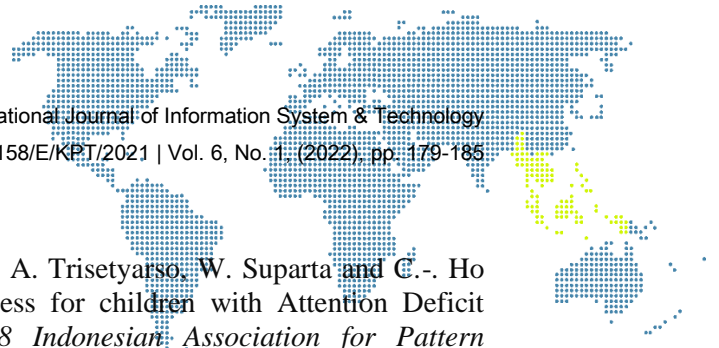 ational Journal of Information System & Technology
158/E/KPT/2021 | Vol. 6, No. 1, (2022), pp. 179-185
A. Trisetyarso, W. Suparta and C.-. Ho
ess for children with Attention Deficit
8 Indonesian Association for Pattern